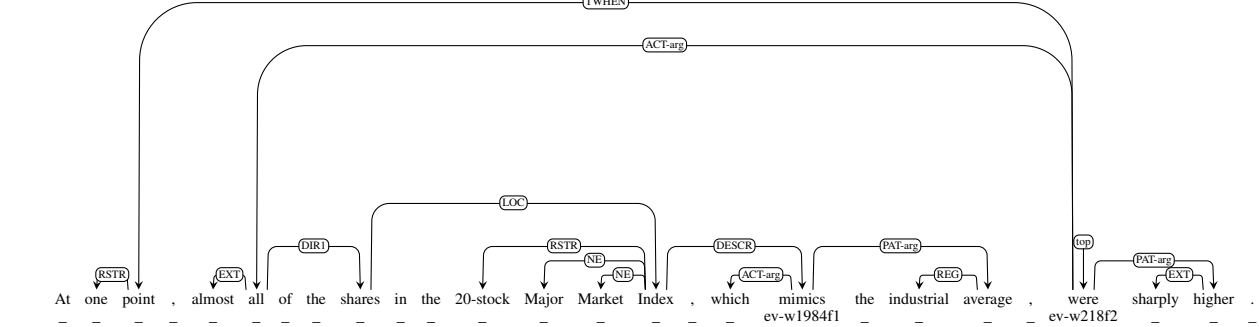 TWHEN
ACT-arg
LOC
top
DIR1 RSTR DESCR PAT-arg
NE PAT-arg
RSTR EXT NE ACT-arg REG EXT
At one point , almost all of the shares in the 20-stock Major Market Index , which mimics the industrial average , were sharply higher .
ev-w1984f1 ev-w218f2
_ _ _ _ _ _ _ _ _ _ _ _ _ _ _ _ _ _ _ _ _ _ _ _ _ _